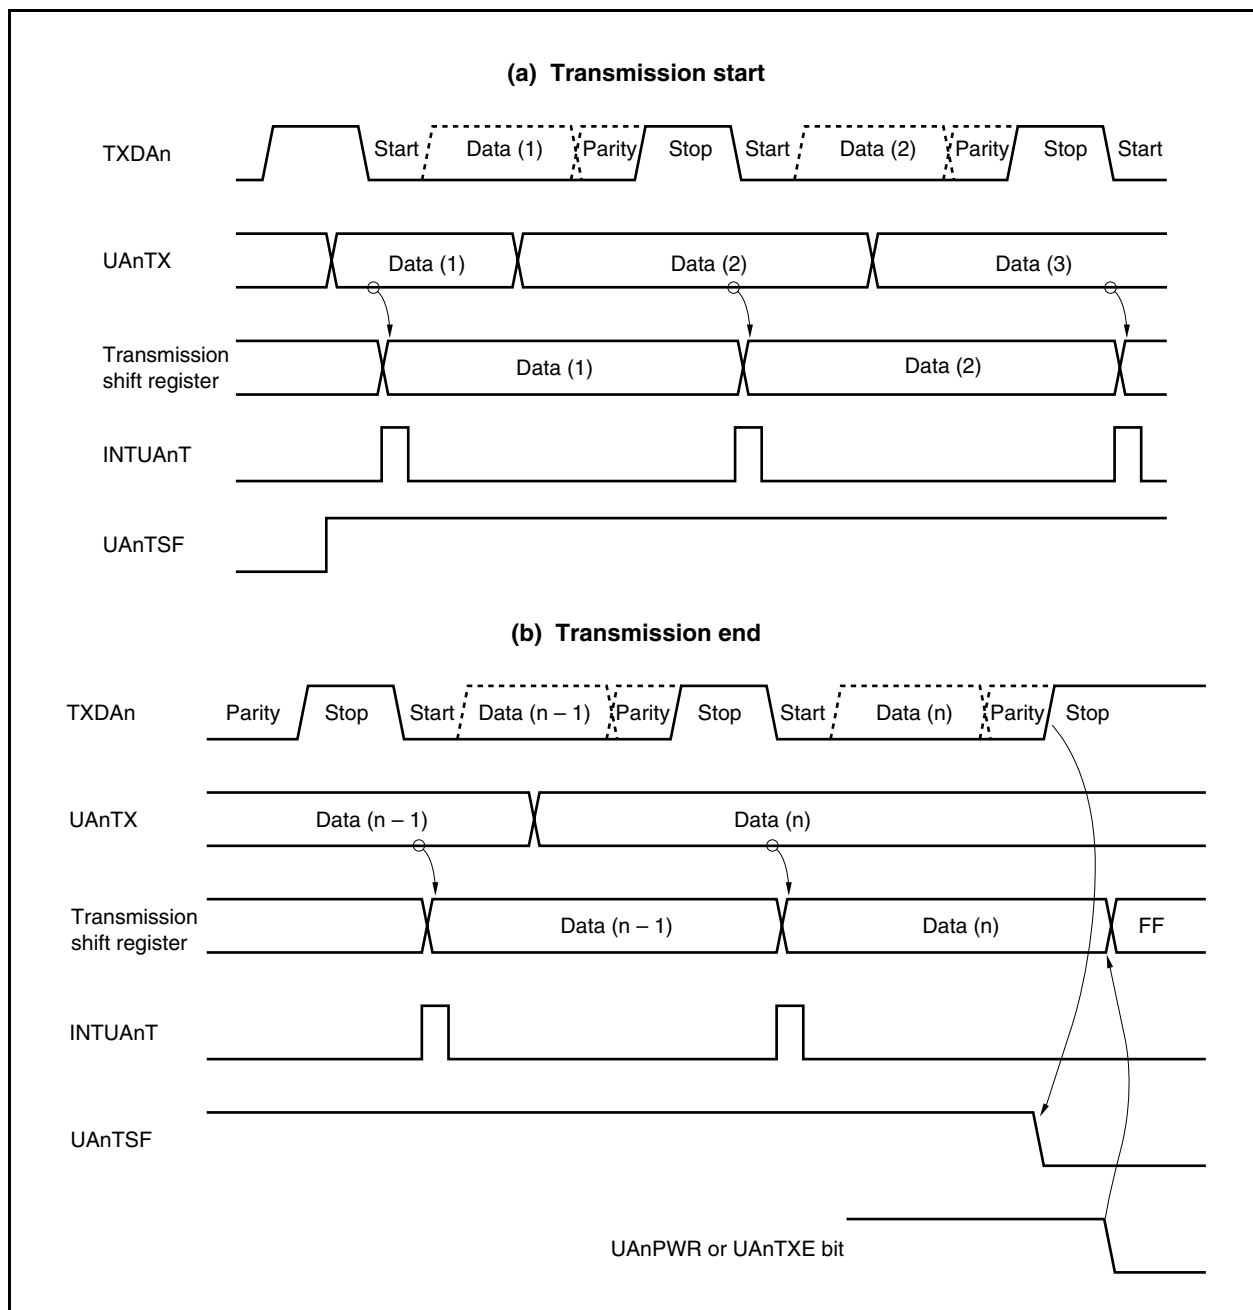 (a) Transmission start
TXDAn
Start Data (1) Parity Stop Start Data (2) Parity Stop Start
UAnTX
Data (1) Data (2) Data (3)
Transmission
shift register
Data (1) Data (2)
INTUAnT
UAnTSF
(b) Transmission end
TXDAn
Parity Stop Start Data (n – 1) Parity Stop Start Data (n) Parity Stop
UAnTX
Data (n – 1) Data (n)
Transmission
shift register
Data (n – 1) Data (n) FF
INTUAnT
UAnTSF
UAnPWR or UAnTXE bit